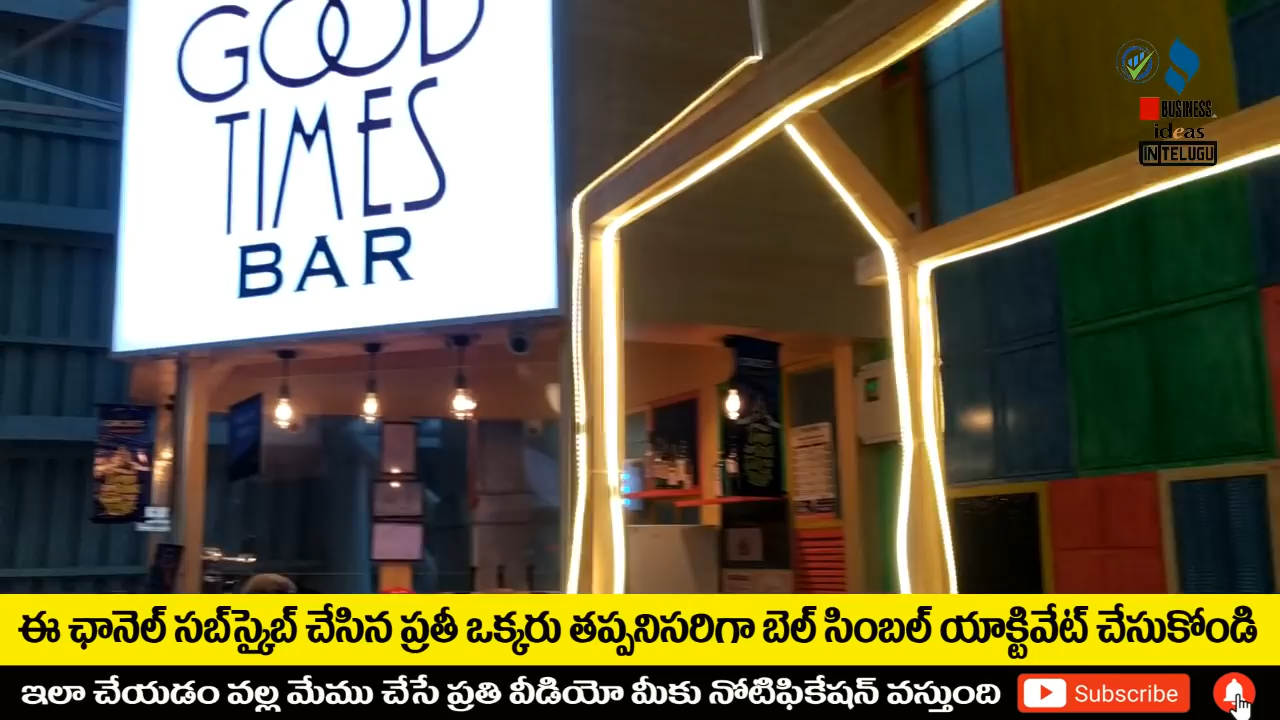 GOOD
TIMES
BAR
BUSINESS
ideas
IN TELUGU
ఈ ఛానెల్ సబ్‌స్క్రైబ్ చేసిన ప్రతీ ఒక్కరు తప్పనిసరిగా బెల్ సింబల్ యాక్టివేట్ చేసుకోండి
ఇలా చేయడం వల్ల మేము చేసే ప్రతి వీడియో మీకు నోటిఫికేషన్ వస్తుంది
Subscribe